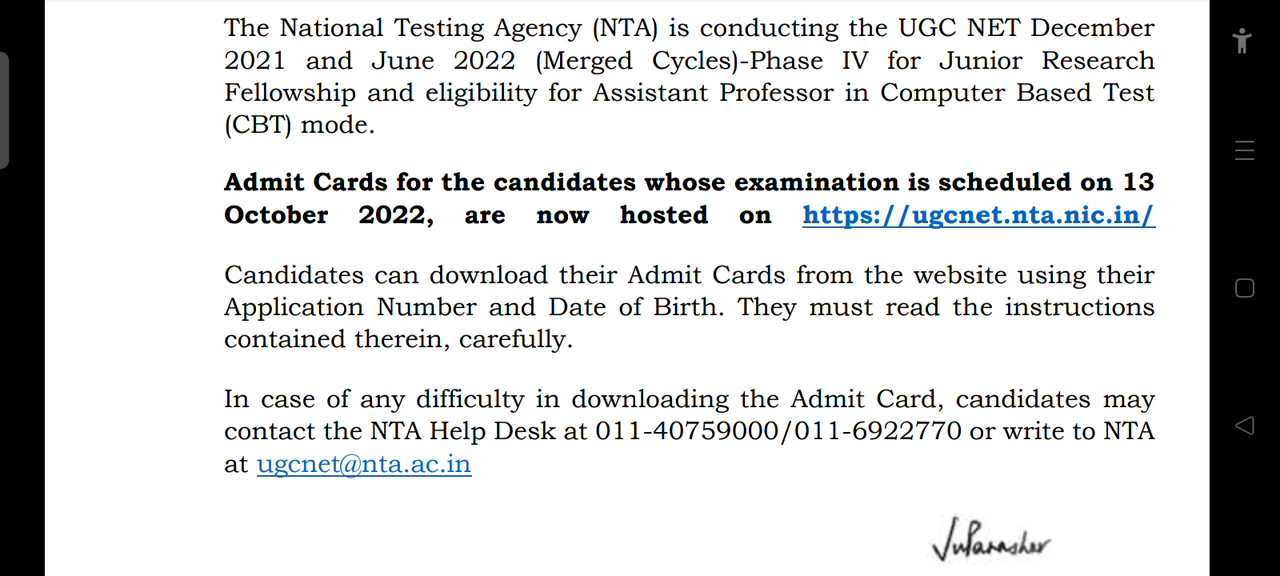 The National Testing Agency (NTA) is conducting the UGC NET December
2021 and June 2022 (Merged Cycles)-Phase IV for Junior Research
Fellowship and eligibility for Assistant Professor in Computer Based Test
(CBT) mode.
Admit Cards for the candidates whose examination is scheduled on 13
October 2022, are now hosted on https://ugcnet.nta.nic.in/
Candidates can download their Admit Cards from the website using their
Application Number and Date of Birth. They must read the instructions
contained therein, carefully.
In case of any difficulty in downloading the Admit Card, candidates may
contact the NTA Help Desk at 011-40759000/011-6922770 or write to NTA
at ugcnet@nta.ac.in